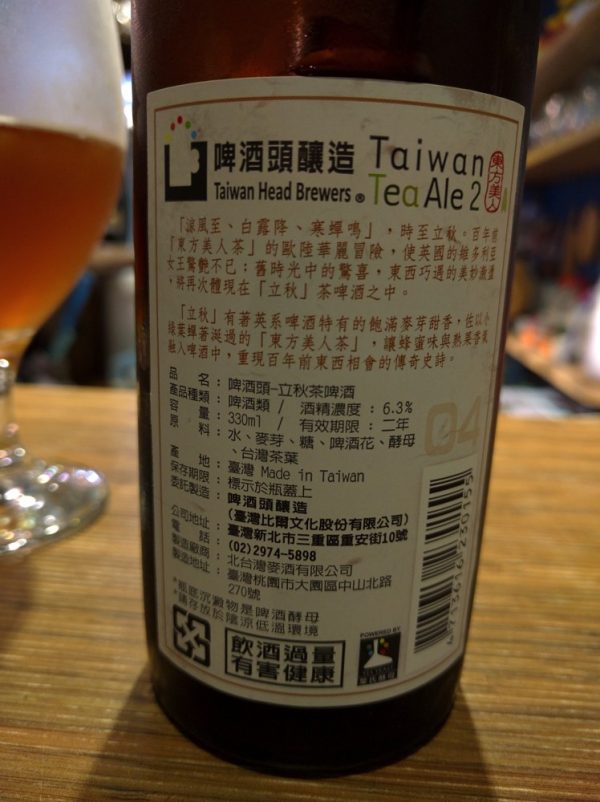 啤酒頭釀造
Taiwan Head Brewers ®
Taiwan
TeaAle 2
東方美人
「涼風至、白露降、寒蟬鳴」，時至立秋。百年前
「東方美人茶」的歐陸華麗冒險，使英國的維多利亞
女王驚艷不已；舊時光中的驚喜，東西巧遇的美妙激盪
，將再次體現在「立秋」茶啤酒之中。
「立秋」有著英系啤酒特有的飽滿麥芽甜香，佐以小
綠葉蟬著涎過的「東方美人茶」，讓蜂蜜味與熟果香氣
融入啤酒中，重現百年前東西相會的傳奇史詩。
品名：啤酒頭-立秋茶啤酒
產品種類：啤酒類 / 酒精濃度：6.3%
容量：330ml / 有效期限：二年
原料：水、麥芽、糖、啤酒花、酵母
、台灣茶葉
產地：臺灣 Made in Taiwan
保存期限：標示於瓶蓋上
委託製造：啤酒頭釀造
(臺灣比爾文化股份有限公司)
公司地址：臺灣新北市三重區重安街10號
電話：(02)2974-5898
製造廠商：北台灣麥酒有限公司
製造地址：臺灣桃園市大園區中山北路
270號
*瓶底沉澱物是啤酒酵母
*請存放於陰涼低溫環境
04
飲酒過量
有害健康
POWERED BY